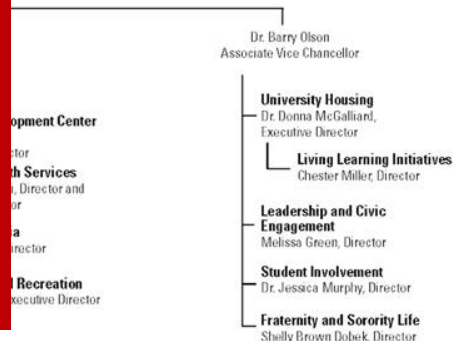 Dr. Barry Olson
Associate Vice Chancellor
University Housing
Dr. Donna McGalliard,
Executive Director
Living Learning Initiatives
Chester Miller, Director
Leadership and Civic
Engagement
Melissa Green, Director
Student Involvement
Dr. Jessica Murphy, Director
Fraternity and Sorority Life
Shelly Brown Dobek, Director
opment Center
ctor
th Services
, Director and
or
a
irector
l Recreation
xecutive Director